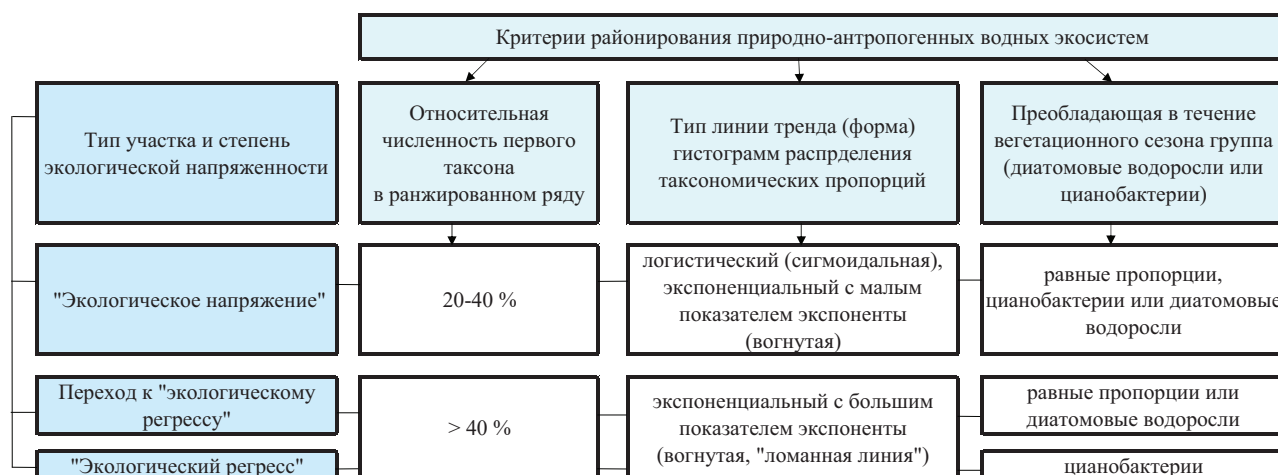 Критерии районирования природно-антропогенных водных экосистем
Тип участка и степень
экологической напряженности
Относительная
численность первого
таксона
в ранжированном ряду
Тип линии тренда (форма)
гистограмм распрделения
таксономических пропорций
Преобладающая в течение
вегетационного сезона группа
(диатомовые водоросли или
цианобактерии)
"Экологическое напряжение"
20-40 %
логистический (сигмоидальная),
экспоненциальный с малым
показателем экспоненты
(вогнутая)
равные пропорции,
цианобактерии или диатомовые
водоросли
Переход к "экологическому
регрессу"
> 40 %
экспоненциальный с большим
показателем экспоненты
(вогнутая, "ломанная линия")
равные пропорции или
диатомовые водоросли
"Экологический регресс"
цианобактерии